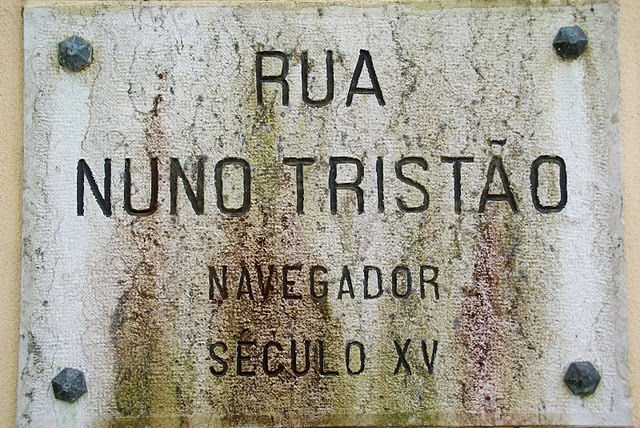 RUA
NUNO TRISTÃO
NAVEGADOR
SÉCULO XV